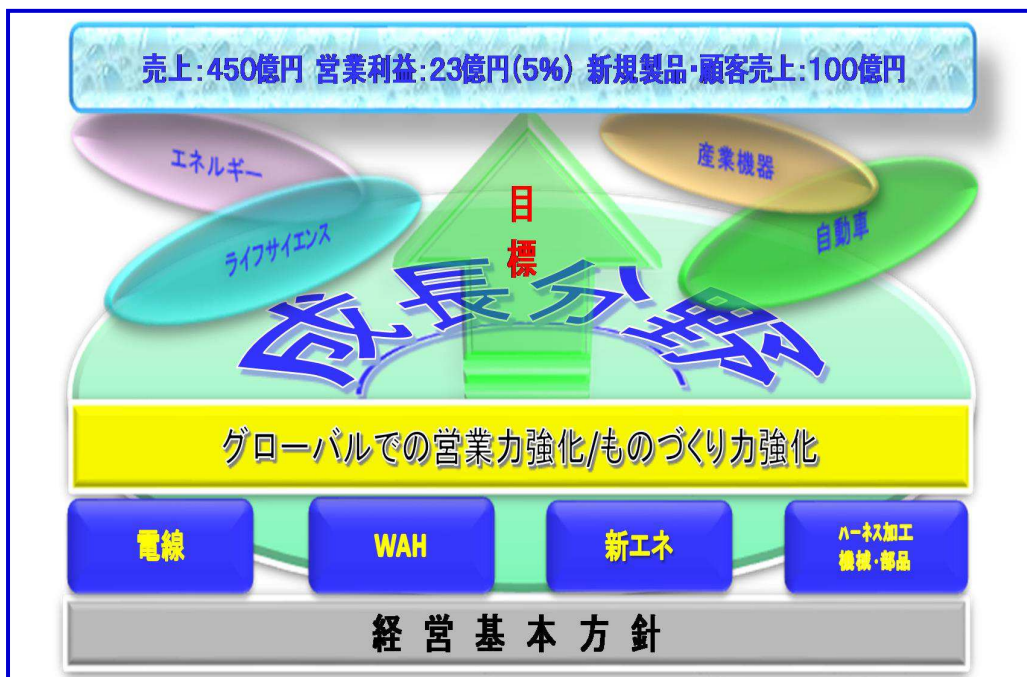 売上:450億円 営業利益:23億円(5%) 新規製品・顧客売上:100億円
エネルギー
産業機器
ライフサイエンス
自動車
目
標
成長分野
グローバルでの営業力強化/ものづくり力強化
電線
WAH
新エネ
ハーネス加工
機械・部品
経営基本方針